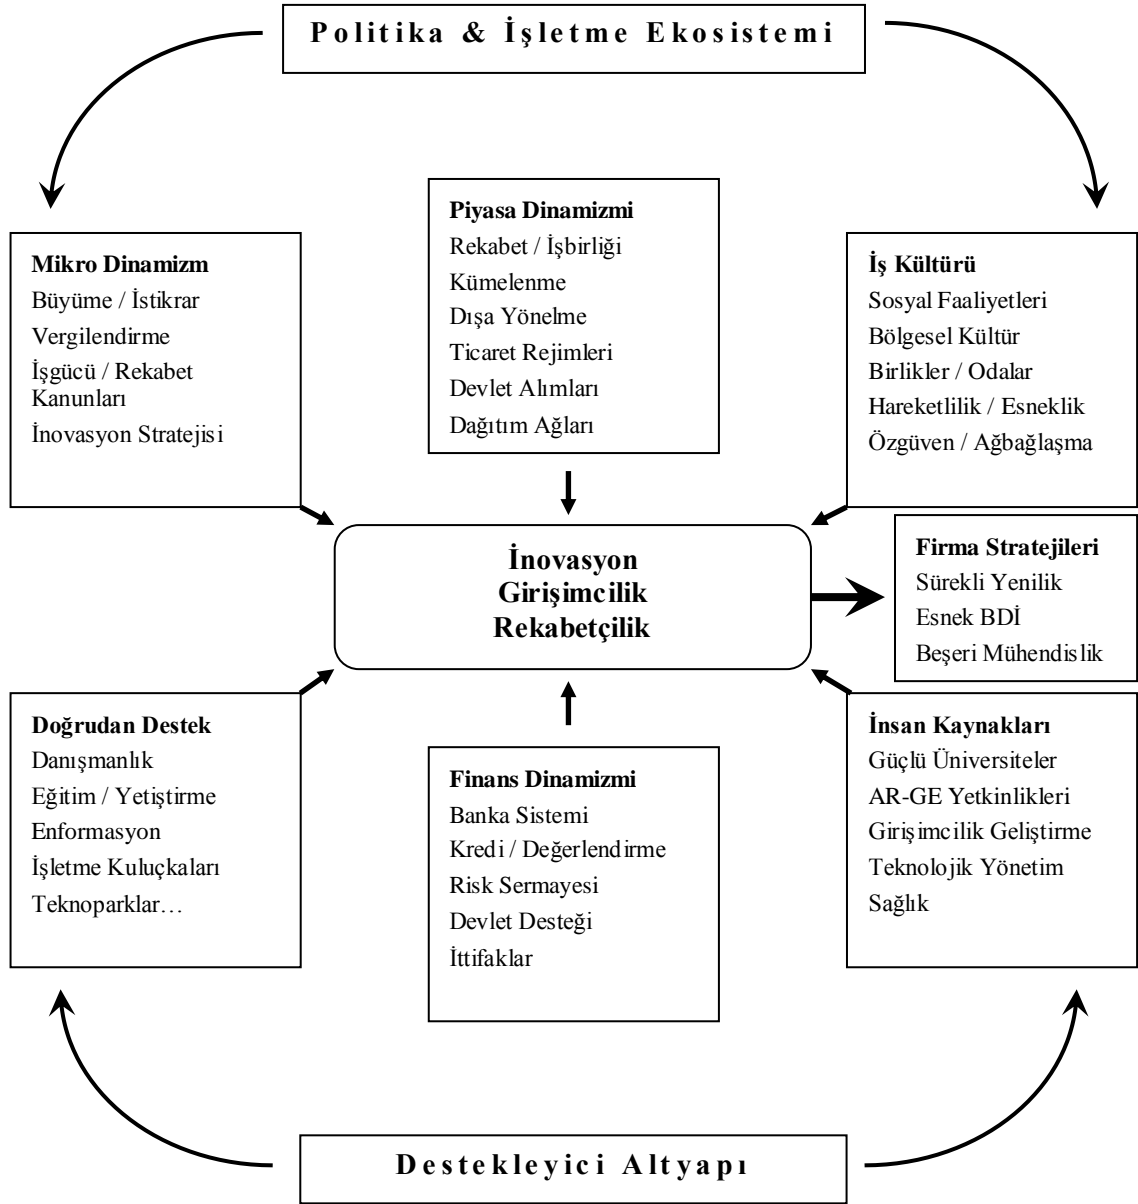 Politika & İşletme Ekosistemi
Mikro Dinamizm
Büyüme / İstikrar
Vergilendirme
İşgücü / Rekabet
Kanunları
İnovasyon Stratejisi
Piyasa Dinamizmi
Rekabet / İşbirliği
Kümelenme
Dışa Yönelme
Ticaret Rejimleri
Devlet Alımları
Dağıtım Ağları
İş Kültürü
Sosyal Faaliyetleri
Bölgesel Kültür
Birlikler / Odalar
Hareketlilik / Esneklik
Özgüven / Ağbağlaşma
İnovasyon
Girişimcilik
Rekabetçilik
Firma Stratejileri
Sürekli Yenilik
Esnek BDİ
Beşeri Mühendislik
Doğrudan Destek
Danışmanlık
Eğitim / Yetiştirme
Enformasyon
İşletme Kuluçkaları
Teknoparklar…
Finans Dinamizmi
Banka Sistemi
Kredi / Değerlendirme
Risk Sermayesi
Devlet Desteği
İttifaklar
İnsan Kaynakları
Güçlü Üniversiteler
AR-GE Yetkinlikleri
Girişimcilik Geliştirme
Teknolojik Yönetim
Sağlık
Destekleyici Altyapı